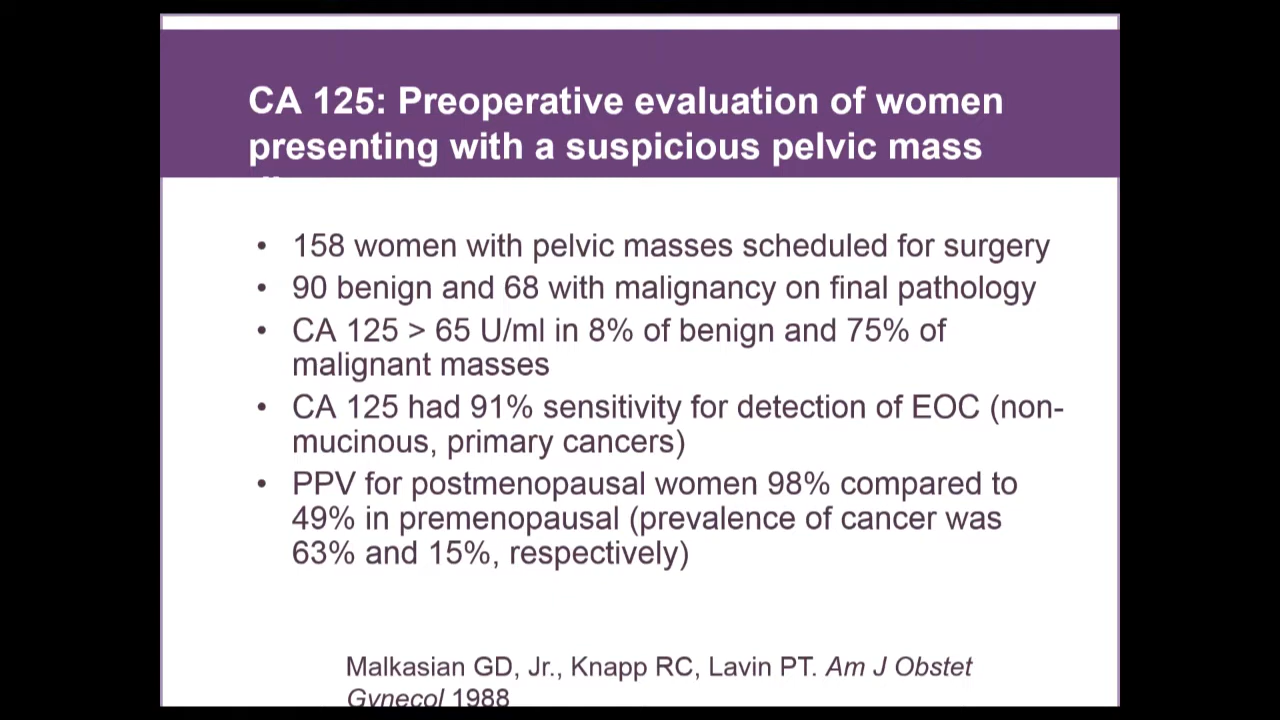 CA 125: Preoperative evaluation of women
presenting with a suspicious pelvic mass
• 158 women with pelvic masses scheduled for surgery
• 90 benign and 68 with malignancy on final pathology
• CA 125 > 65 U/ml in 8% of benign and 75% of
malignant masses
• CA 125 had 91% sensitivity for detection of EOC (non-
mucinous, primary cancers)
• PPV for postmenopausal women 98% compared to
49% in premenopausal (prevalence of cancer was
63% and 15%, respectively)
Malkasian GD, Jr., Knapp RC, Lavin PT. Am J Obstet
Gynecol 1988